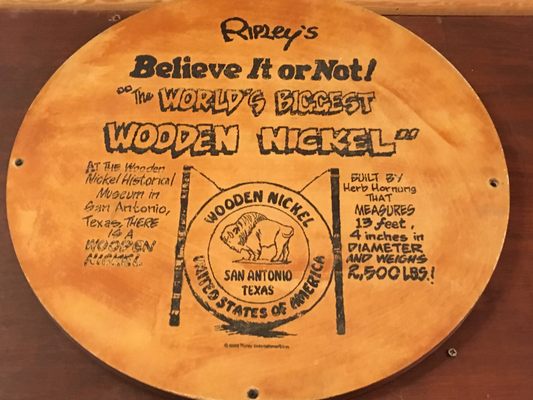 RIPLEY'S
Believe It or Not!
"The WORLD'S BIGGEST
WOODEN NICKEL"
AT THE Wooden
Nickel Historical
Museum in
San Antonio,
Texas, THERE
IS A
WOODEN
NICKEL
BUILT BY
Herb Hornung
THAT
MEASURES
13 feet,
4 inches in
DIAMETER
AND WEIGHS
2,500 LBS.!
WOODEN NICKEL
SAN ANTONIO
TEXAS
UNITED STATES OF AMERICA